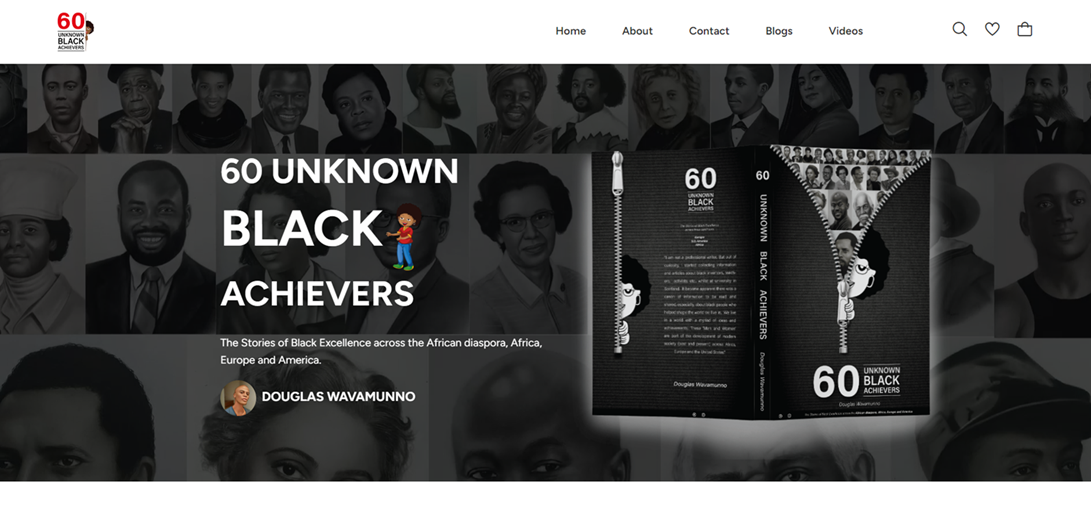 60
UNKNOWN
BLACK
ACHIEVERS
Home
About
Contact
Blogs
Videos
60 UNKNOWN
BLACK
ACHIEVERS
The Stories of Black Excellence across the African diaspora, Africa,
Europe and America.
DOUGLAS WAVAMUNNO
60
UNKNOWN
BLACK
ACHIEVERS
Douglas Wavamunno
60 UNKNOWN BLACK ACHIEVERS Douglas Wavamunno
60
UNKNOWN
BLACK
ACHIEVERS
Douglas Wavamunno